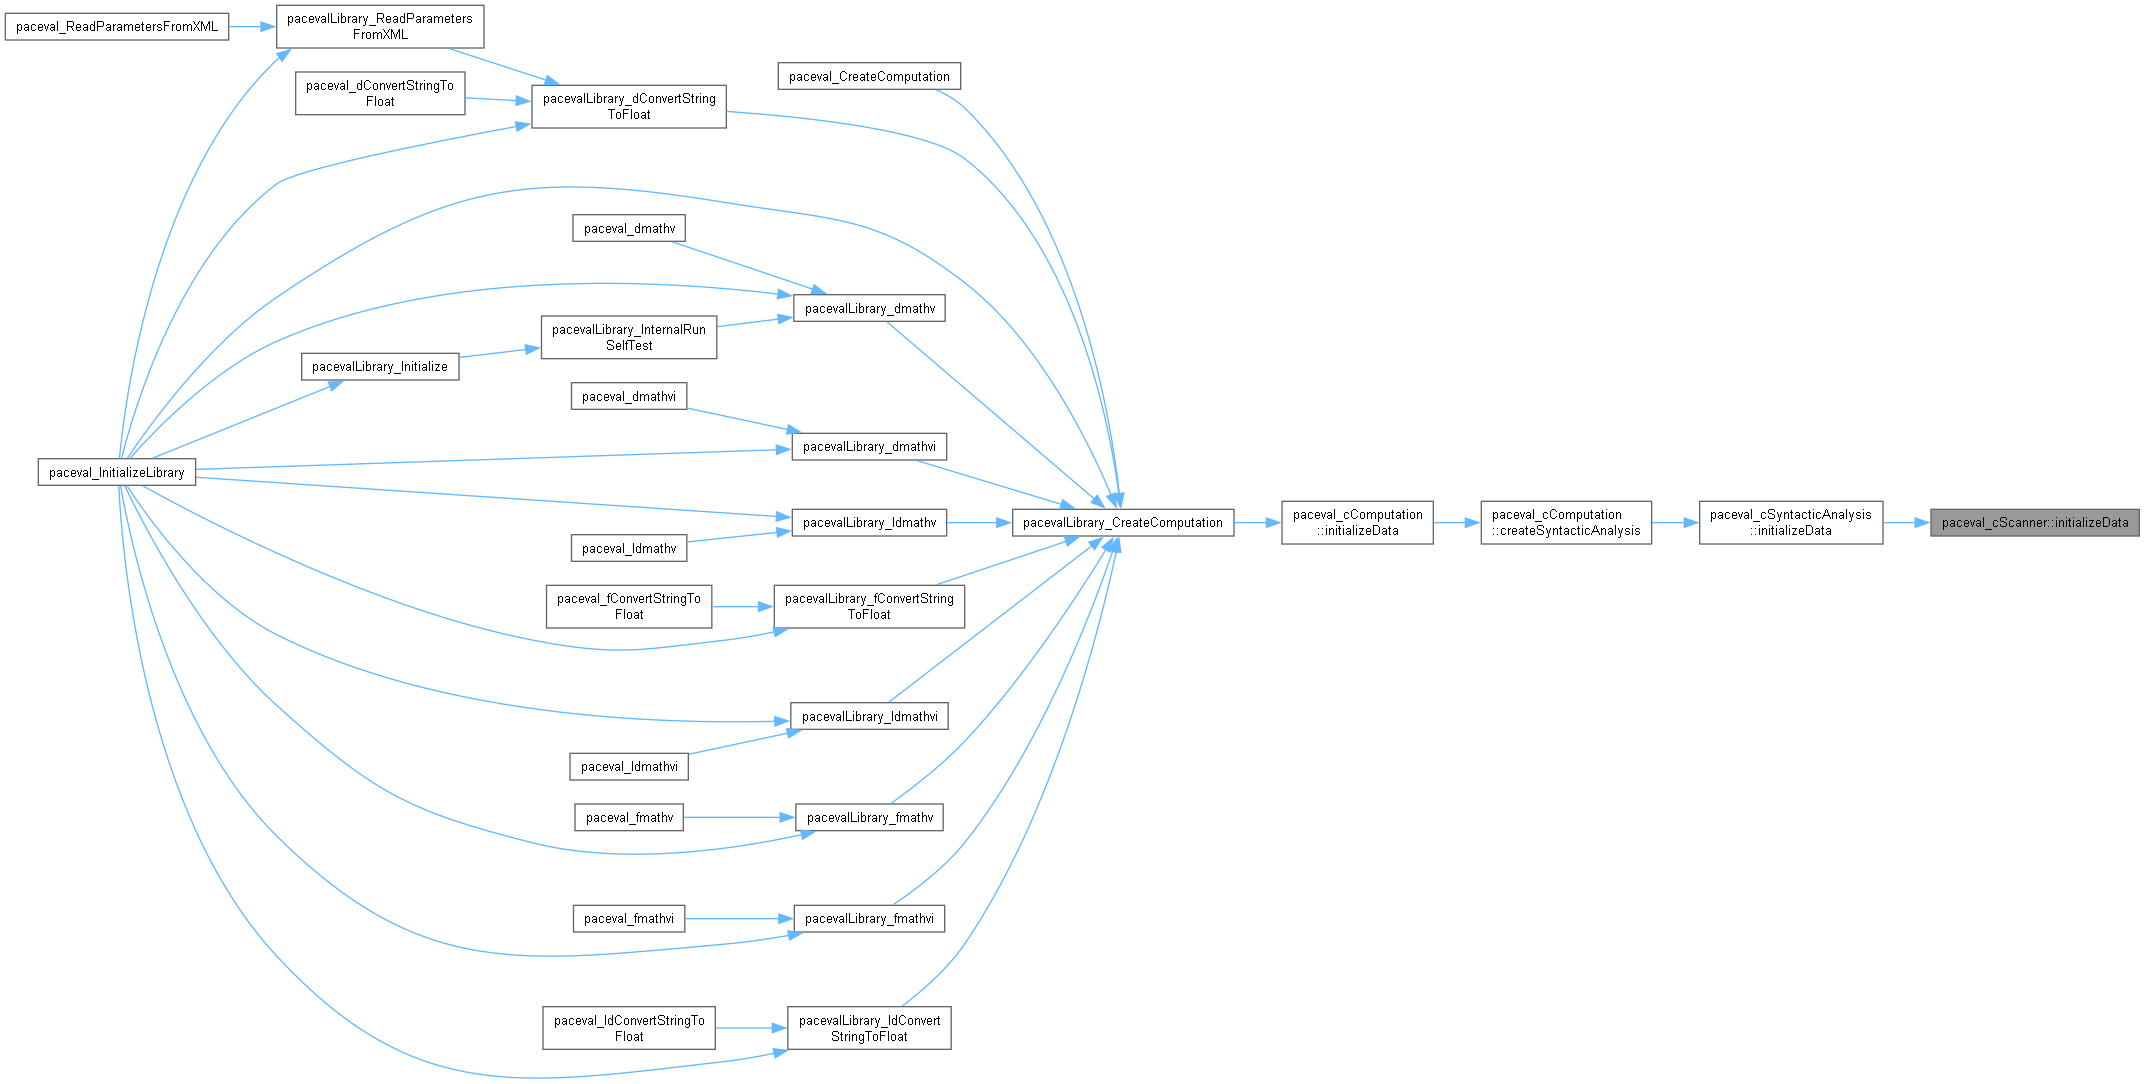 paceval_ReadParametersFromXML
pacevalLibrary_ReadParameters
FromXML
paceval_dConvertStringTo
Float
pacevalLibrary_dConvertString
ToFloat
paceval_CreateComputation
paceval_dmathv
pacevalLibrary_dmathv
pacevalLibrary_InternalRun
SelfTest
pacevalLibrary_Initialize
paceval_dmathvi
pacevalLibrary_dmathvi
paceval_InitializeLibrary
pacevalLibrary_ldmathv
paceval_ldmathv
pacevalLibrary_CreateComputation
paceval_cComputation
::initializeData
paceval_cComputation
::createSyntacticAnalysis
paceval_cSyntacticAnalysis
::initializeData
paceval_cScanner::initializeData
paceval_fConvertStringTo
Float
pacevalLibrary_fConvertString
ToFloat
pacevalLibrary_ldmathvi
paceval_ldmathvi
paceval_fmathv
pacevalLibrary_fmathv
paceval_fmathvi
pacevalLibrary_fmathvi
paceval_ldConvertStringTo
Float
pacevalLibrary_ldConvert
StringToFloat